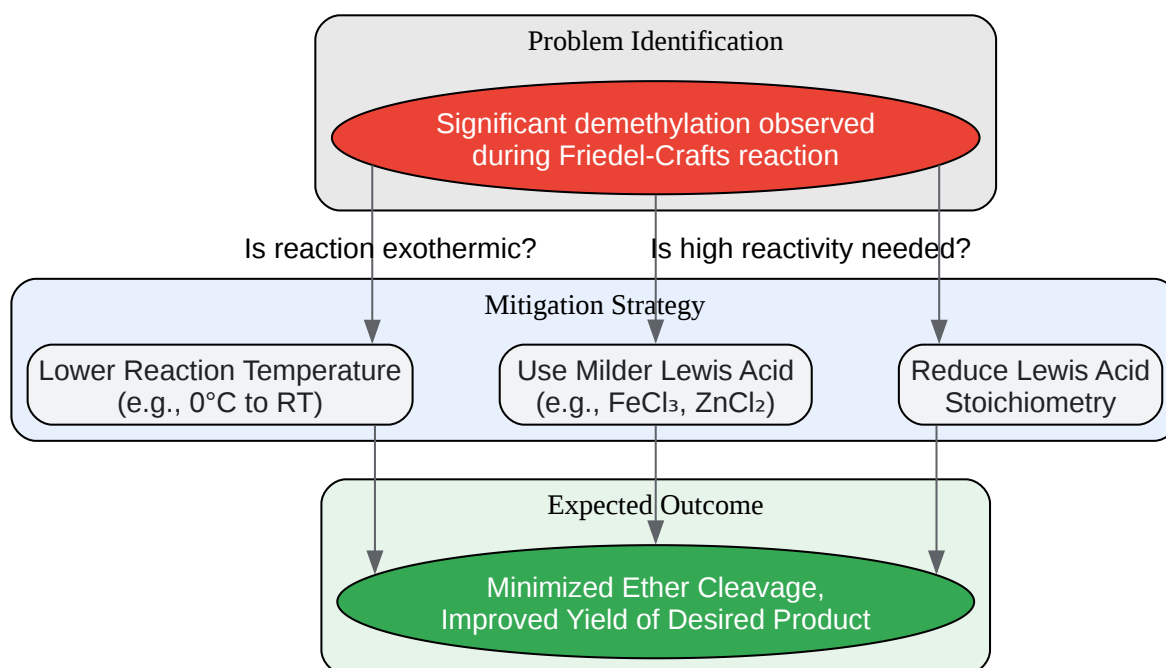 Problem Identification
Significant demethylation observed
during Friedel-Crafts reaction
Is reaction exothermic?
Is high reactivity needed?
Mitigation Strategy
Lower Reaction Temperature
(e.g., 0°C to RT)
Use Milder Lewis Acid
(e.g., FeCl₃, ZnCl₂)
Reduce Lewis Acid
Stoichiometry
Expected Outcome
Minimized Ether Cleavage,
Improved Yield of Desired Product